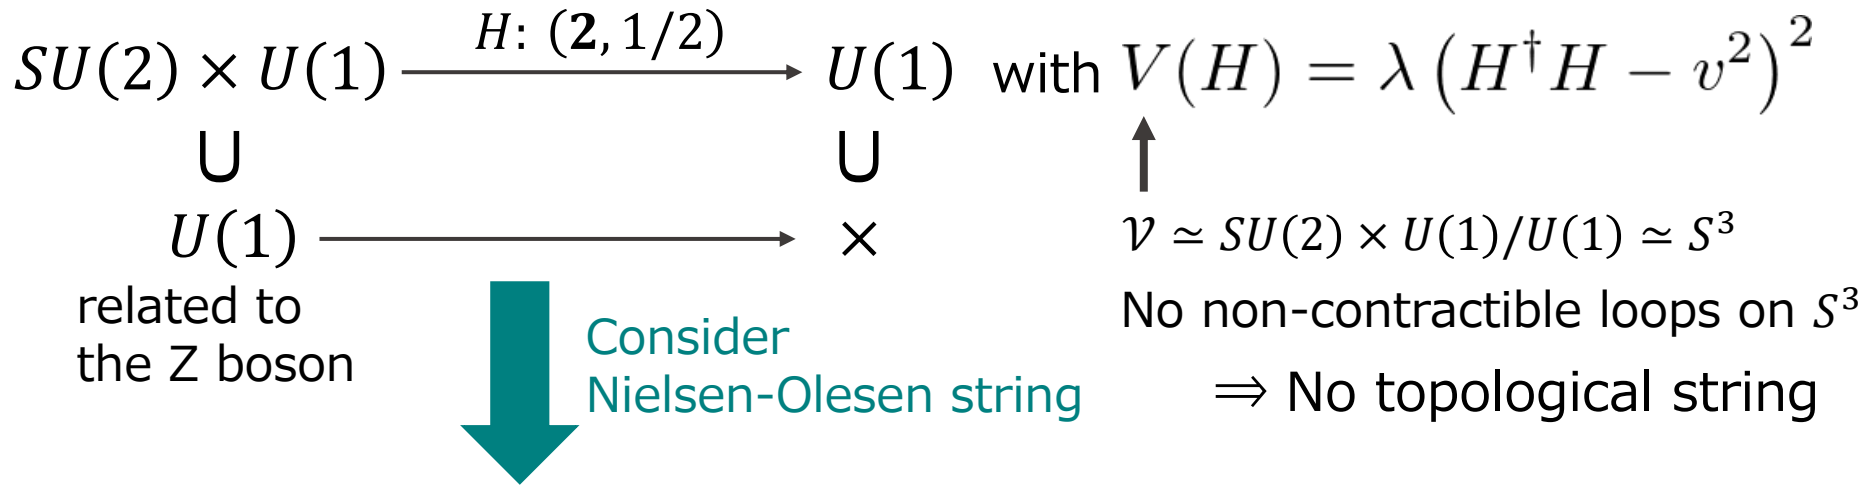 SU(2) × U(1) H: (2, 1/2) U(1) with V(H) = λ (H†H − v²)²
∪ ∪
U(1) × 𝒱 ≃ SU(2) × U(1)/U(1) ≃ S³
related to
the Z boson
No non-contractible loops on S³
Consider
Nielsen-Olesen string
⇒ No topological string